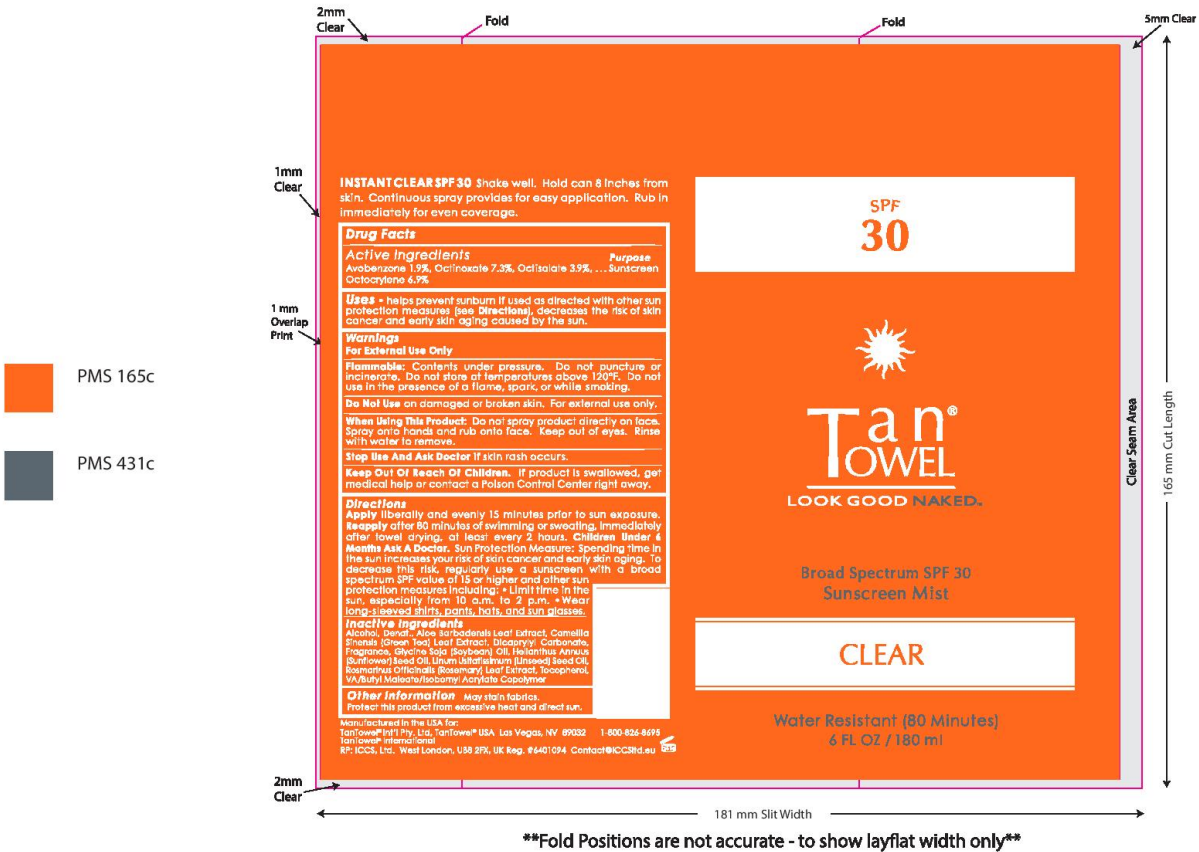 2mm
Clear
Fold
Fold
5mm Clear
1mm
Clear
1 mm
Overlap
Print
PMS 165c
PMS 431c
INSTANT CLEAR SPF 30 Shake well. Hold can 8 inches from
skin. Continuous spray provides for easy application. Rub in
immediately for even coverage.
Drug Facts
Active Ingredients
Purpose
Avobenzone 1.9%, Octinoxate 7.3%, Octisalate 3.9%, ... Sunscreen
Octocrylene 6.9%
Uses • helps prevent sunburn if used as directed with other sun
protection measures (see Directions), decreases the risk of skin
cancer and early skin aging caused by the sun.
Warnings
For External Use Only
Flammable: Contents under pressure. Do not puncture or
incinerate. Do not store at temperatures above 120°F. Do not
use in the presence of a flame, spark, or while smoking.
Do Not Use on damaged or broken skin. For external use only.
When Using This Product: Do not spray product directly on face.
Spray onto hands and rub onto face. Keep out of eyes. Rinse
with water to remove.
Stop Use And Ask Doctor if skin rash occurs.
Keep Out Of Reach Of Children. If product is swallowed, get
medical help or contact a Poison Control Center right away.
Directions
Apply liberally and evenly 15 minutes prior to sun exposure.
Reapply after 80 minutes of swimming or sweating, immediately
after towel drying, at least every 2 hours. Children Under 6
Months Ask A Doctor. Sun Protection Measure: Spending time in
the sun increases your risk of skin cancer and early skin aging. To
decrease this risk, regularly use a sunscreen with a broad
spectrum SPF value of 15 or higher and other sun
protection measures including: • Limit time in the
sun, especially from 10 a.m. to 2 p.m. • Wear
long-sleeved shirts, pants, hats, and sun glasses.
Inactive Ingredients
Alcohol, Denat., Aloe Barbadensis Leaf Extract, Camellia
Sinensis (Green Tea) Leaf Extract, Dicaprylyl Carbonate,
Fragrance, Glycine Soja (Soybean) Oil, Helianthus Annuus
(Sunflower) Seed Oil, Linum Usitatissimum (Linseed) Seed Oil,
Rosmarinus Officinalis (Rosemary) Leaf Extract, Tocopherol,
VA/Butyl Maleate/Isobornyl Acrylate Copolymer
Other Information May stain fabrics.
Protect this product from excessive heat and direct sun.
Manufactured in the USA for:
TanTowel® Int'l Pty. Ltd, TanTowel® USA Las Vegas, NV 89032 1-800-826-8695
TanTowel® International
RP: ICCS, Ltd. West London, UB8 2FX, UK Reg. #6401094 Contact@ICCSltd.eu
SPF
30
Tan®
TOWEL
LOOK GOOD NAKED™
Broad Spectrum SPF 30
Sunscreen Mist
CLEAR
Water Resistant (80 Minutes)
6 FL OZ / 180 ml
Clear Seam Area
165 mm Cut Length
2mm
Clear
181 mm Slit Width
**Fold Positions are not accurate - to show layflat width only**